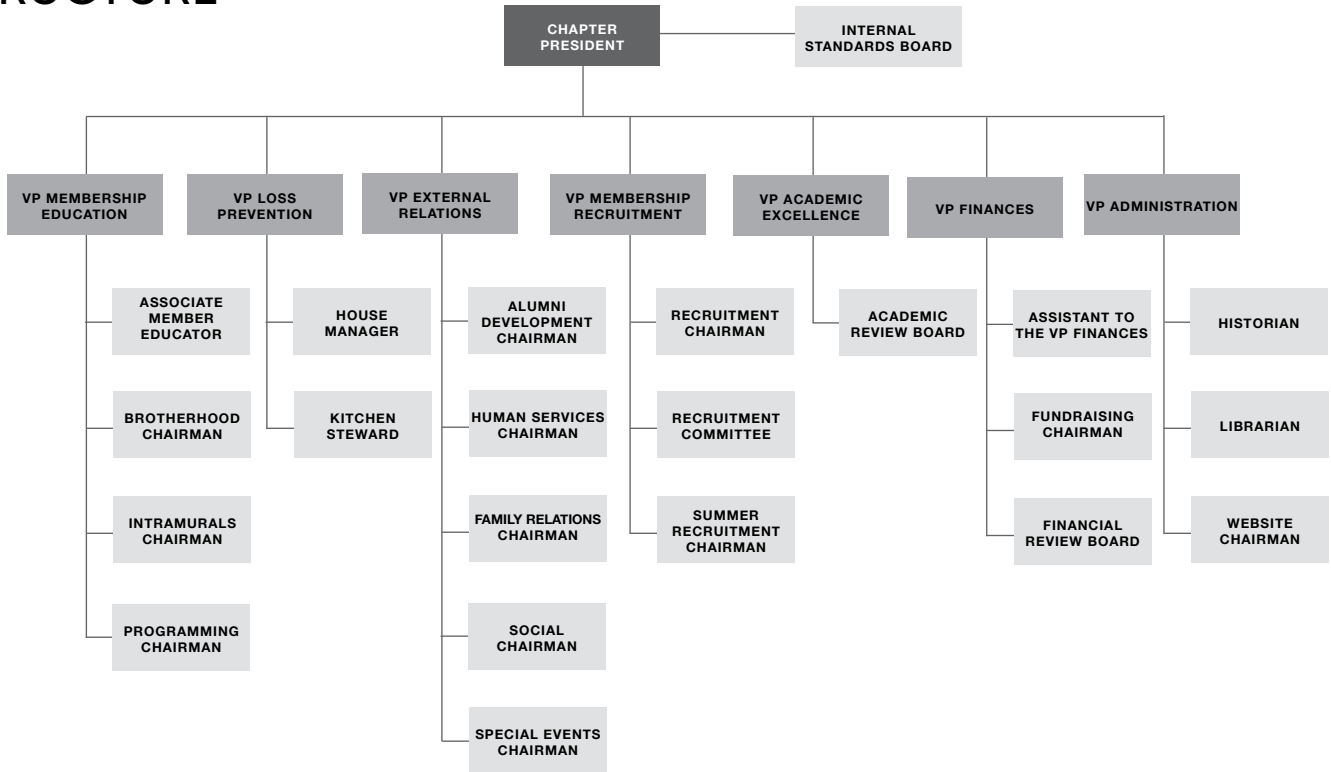 CHAPTER
PRESIDENT
INTERNAL
STANDARDS BOARD
VP MEMBERSHIP
EDUCATION
VP LOSS
PREVENTION
VP EXTERNAL
RELATIONS
VP MEMBERSHIP
RECRUITMENT
VP ACADEMIC
EXCELLENCE
VP FINANCES
VP ADMINISTRATION
ASSOCIATE
MEMBER
EDUCATOR
BROTHERHOOD
CHAIRMAN
INTRAMURALS
CHAIRMAN
PROGRAMMING
CHAIRMAN
HOUSE
MANAGER
KITCHEN
STEWARD
ALUMNI
DEVELOPMENT
CHAIRMAN
HUMAN SERVICES
CHAIRMAN
FAMILY RELATIONS
CHAIRMAN
SOCIAL
CHAIRMAN
SPECIAL EVENTS
CHAIRMAN
RECRUITMENT
CHAIRMAN
RECRUITMENT
COMMITTEE
SUMMER
RECRUITMENT
CHAIRMAN
ACADEMIC
REVIEW BOARD
ASSISTANT TO
THE VP FINANCES
FUNDRAISING
CHAIRMAN
FINANCIAL
REVIEW BOARD
HISTORIAN
LIBRARIAN
WEBSITE
CHAIRMAN